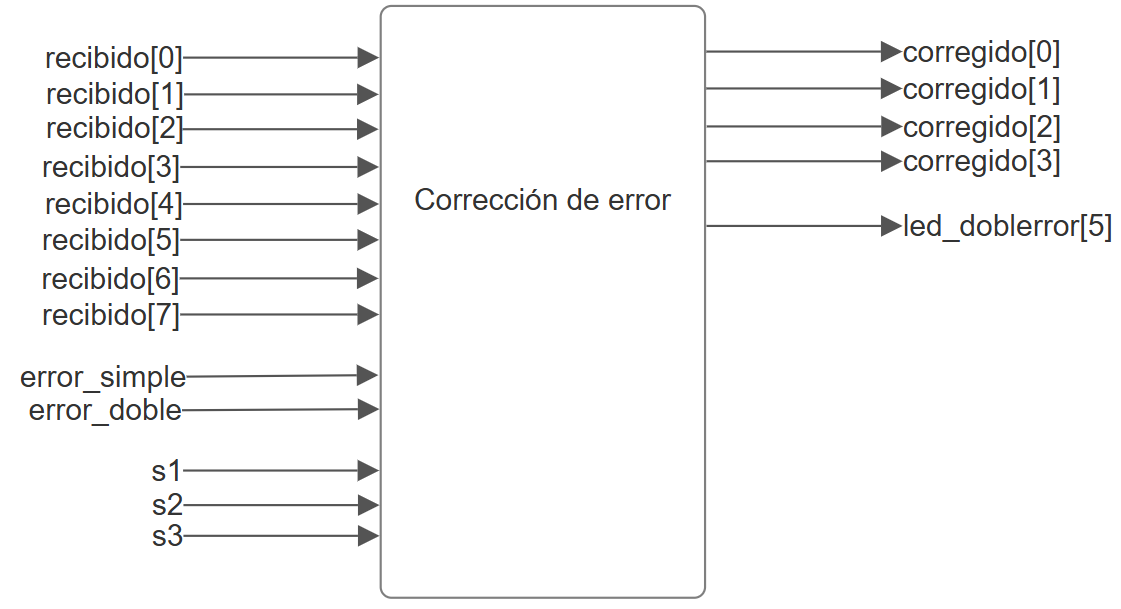 recibido[0]
recibido[1]
recibido[2]
recibido[3]
recibido[4]
recibido[5]
recibido[6]
recibido[7]
error_simple
error_doble
s1
s2
s3
Corrección de error
corregido[0]
corregido[1]
corregido[2]
corregido[3]
led_doblerror[5]